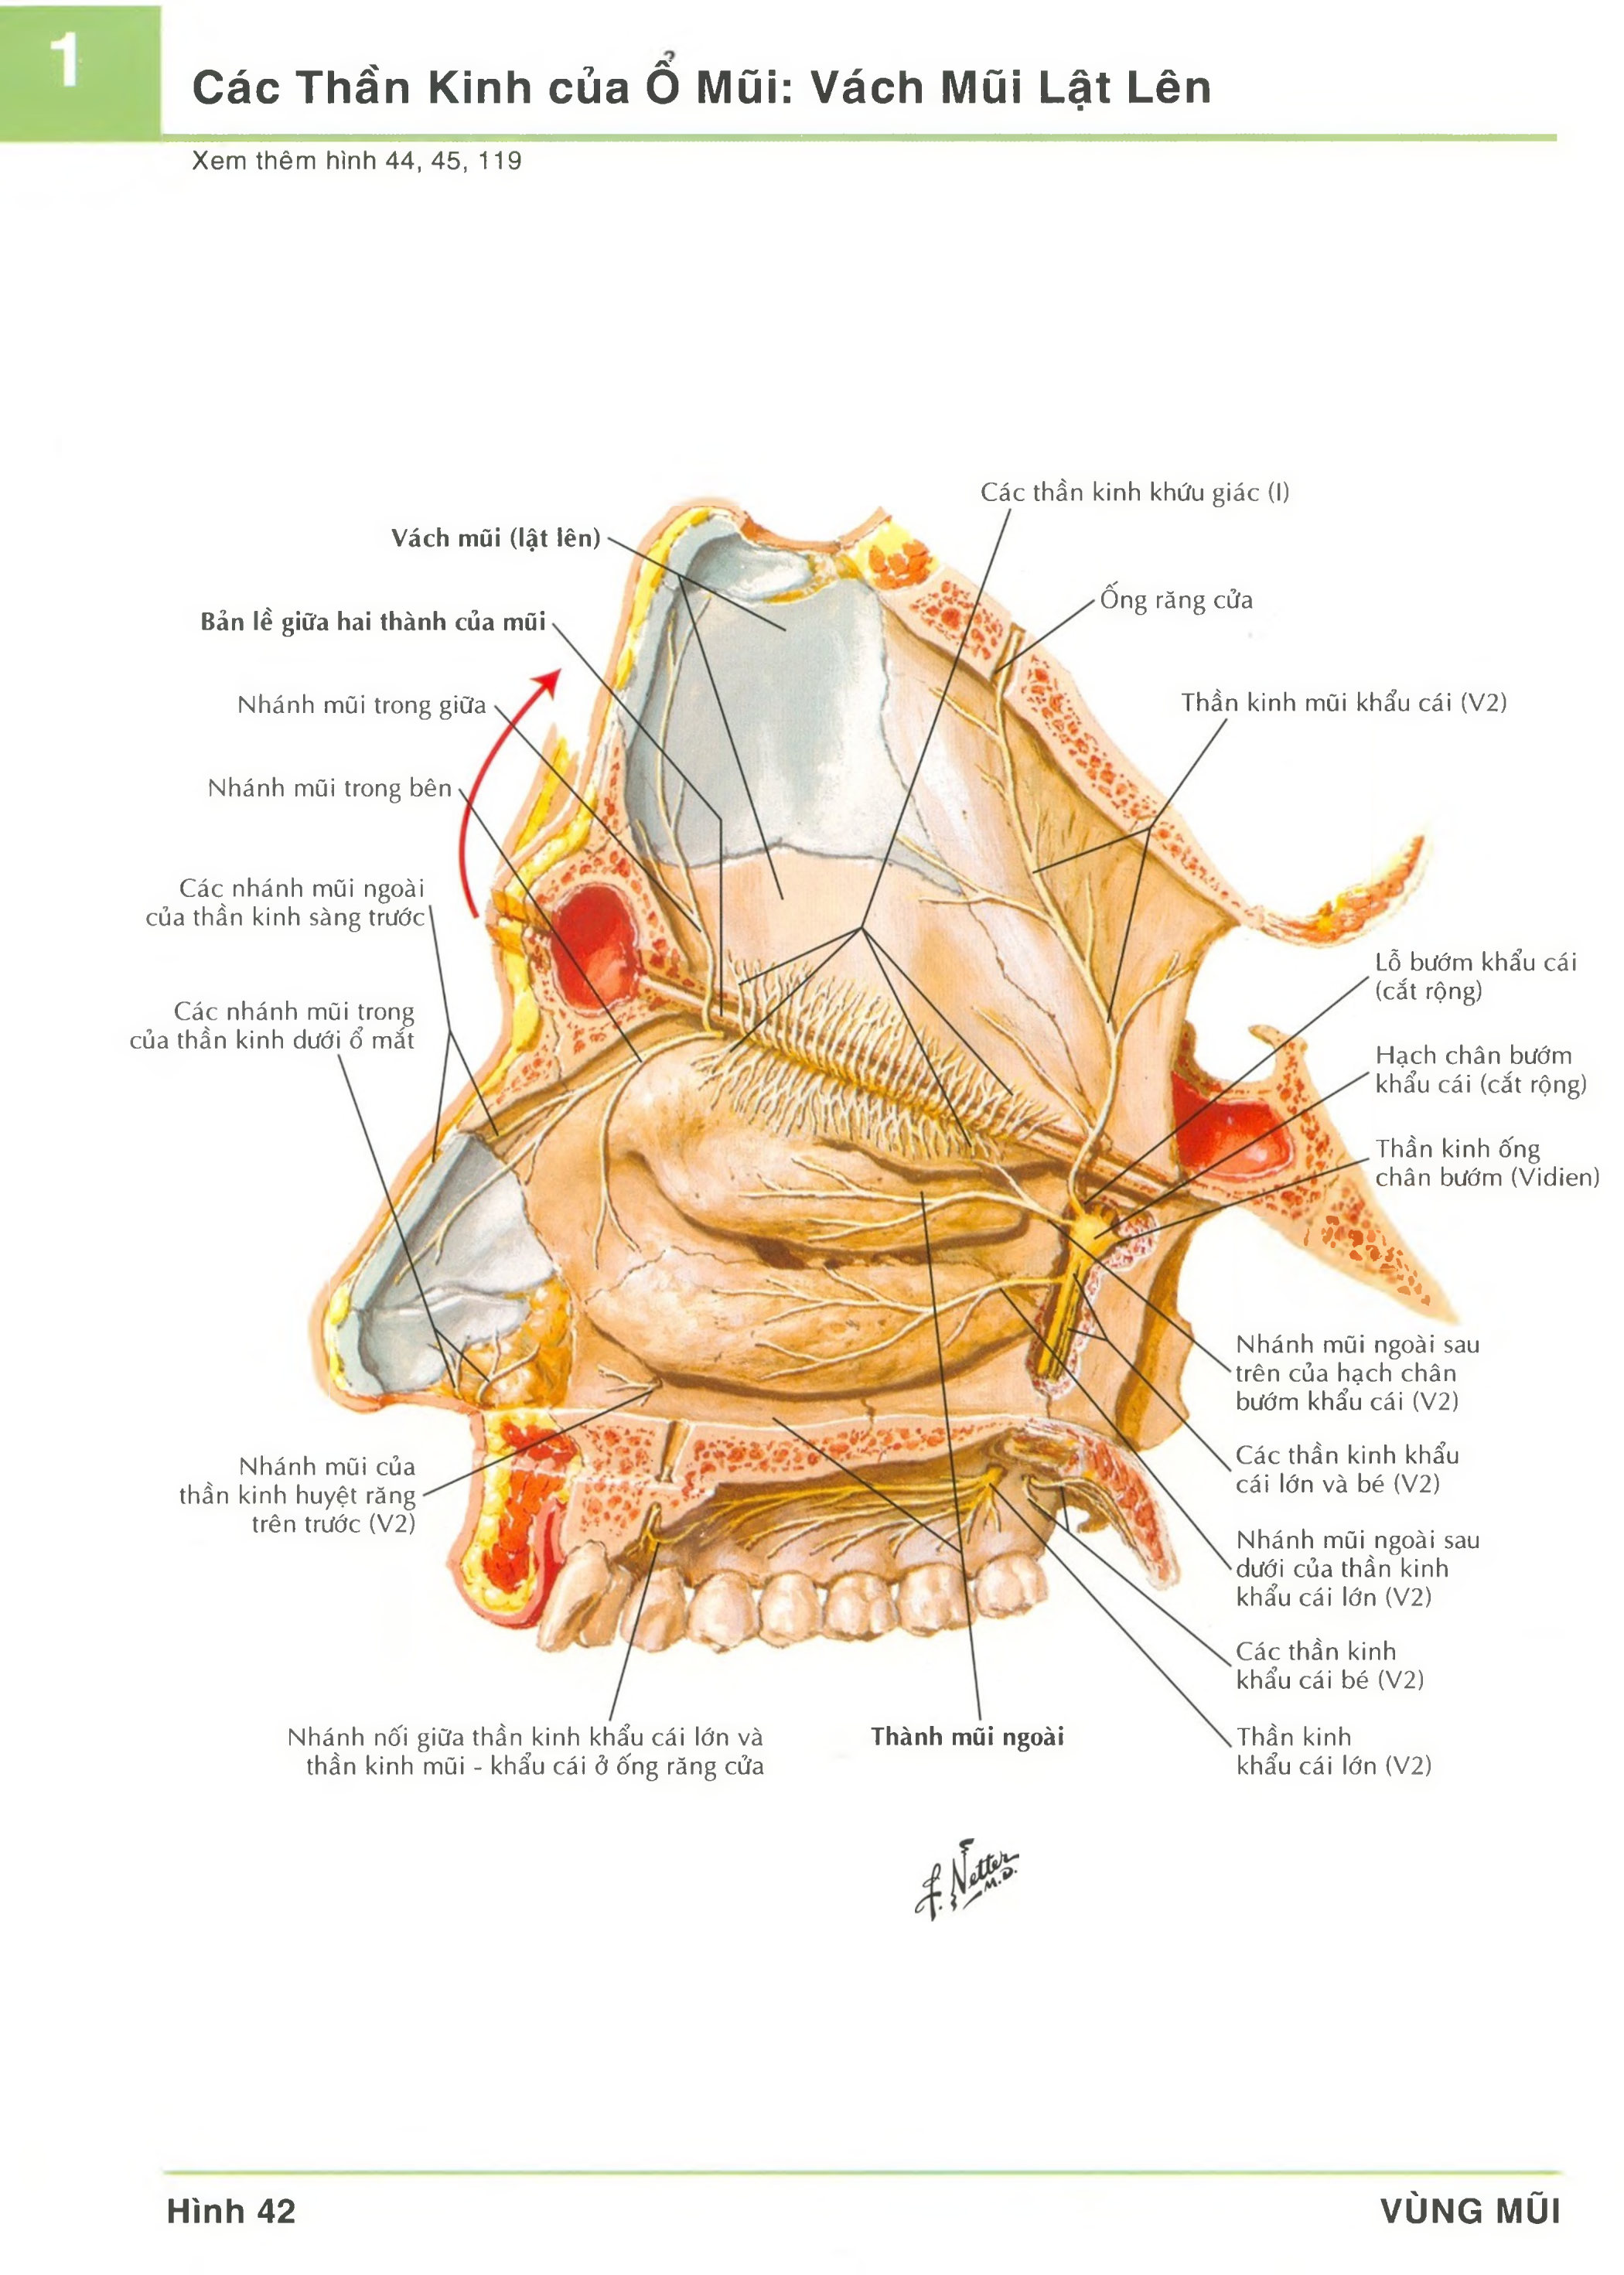 1
Các Thần Kinh của Ổ Mũi: Vách Mũi Lật Lên
Xem thêm hình 44, 45, 119
Các thần kinh khứu giác (I)
Vách mũi (lật lên)
Ống răng cửa
Bản lề giữa hai thành của mũi
Nhánh mũi trong giữa
Thần kinh mũi khẩu cái (V2)
Nhánh mũi trong bên
Các nhánh mũi ngoài
của thần kinh sàng trước
Lỗ bướm khẩu cái
(cắt rộng)
Các nhánh mũi trong
của thần kinh dưới ổ mắt
Hạch chân bướm
khẩu cái (cắt rộng)
Thần kinh ống
chân bướm (Vidien)
Nhánh mũi ngoài sau
trên của hạch chân
bướm khẩu cái (V2)
Nhánh mũi của
thần kinh huyệt răng
trên trước (V2)
Các thần kinh khẩu
cái lớn và bé (V2)
Nhánh mũi ngoài sau
dưới của thần kinh
khẩu cái lớn (V2)
Các thần kinh
khẩu cái bé (V2)
Nhánh nối giữa thần kinh khẩu cái lớn và
thần kinh mũi - khẩu cái ở ống răng cửa
Thành mũi ngoài
Thần kinh
khẩu cái lớn (V2)
F. Netter
M.D.
Hình 42
VÙNG MŨI